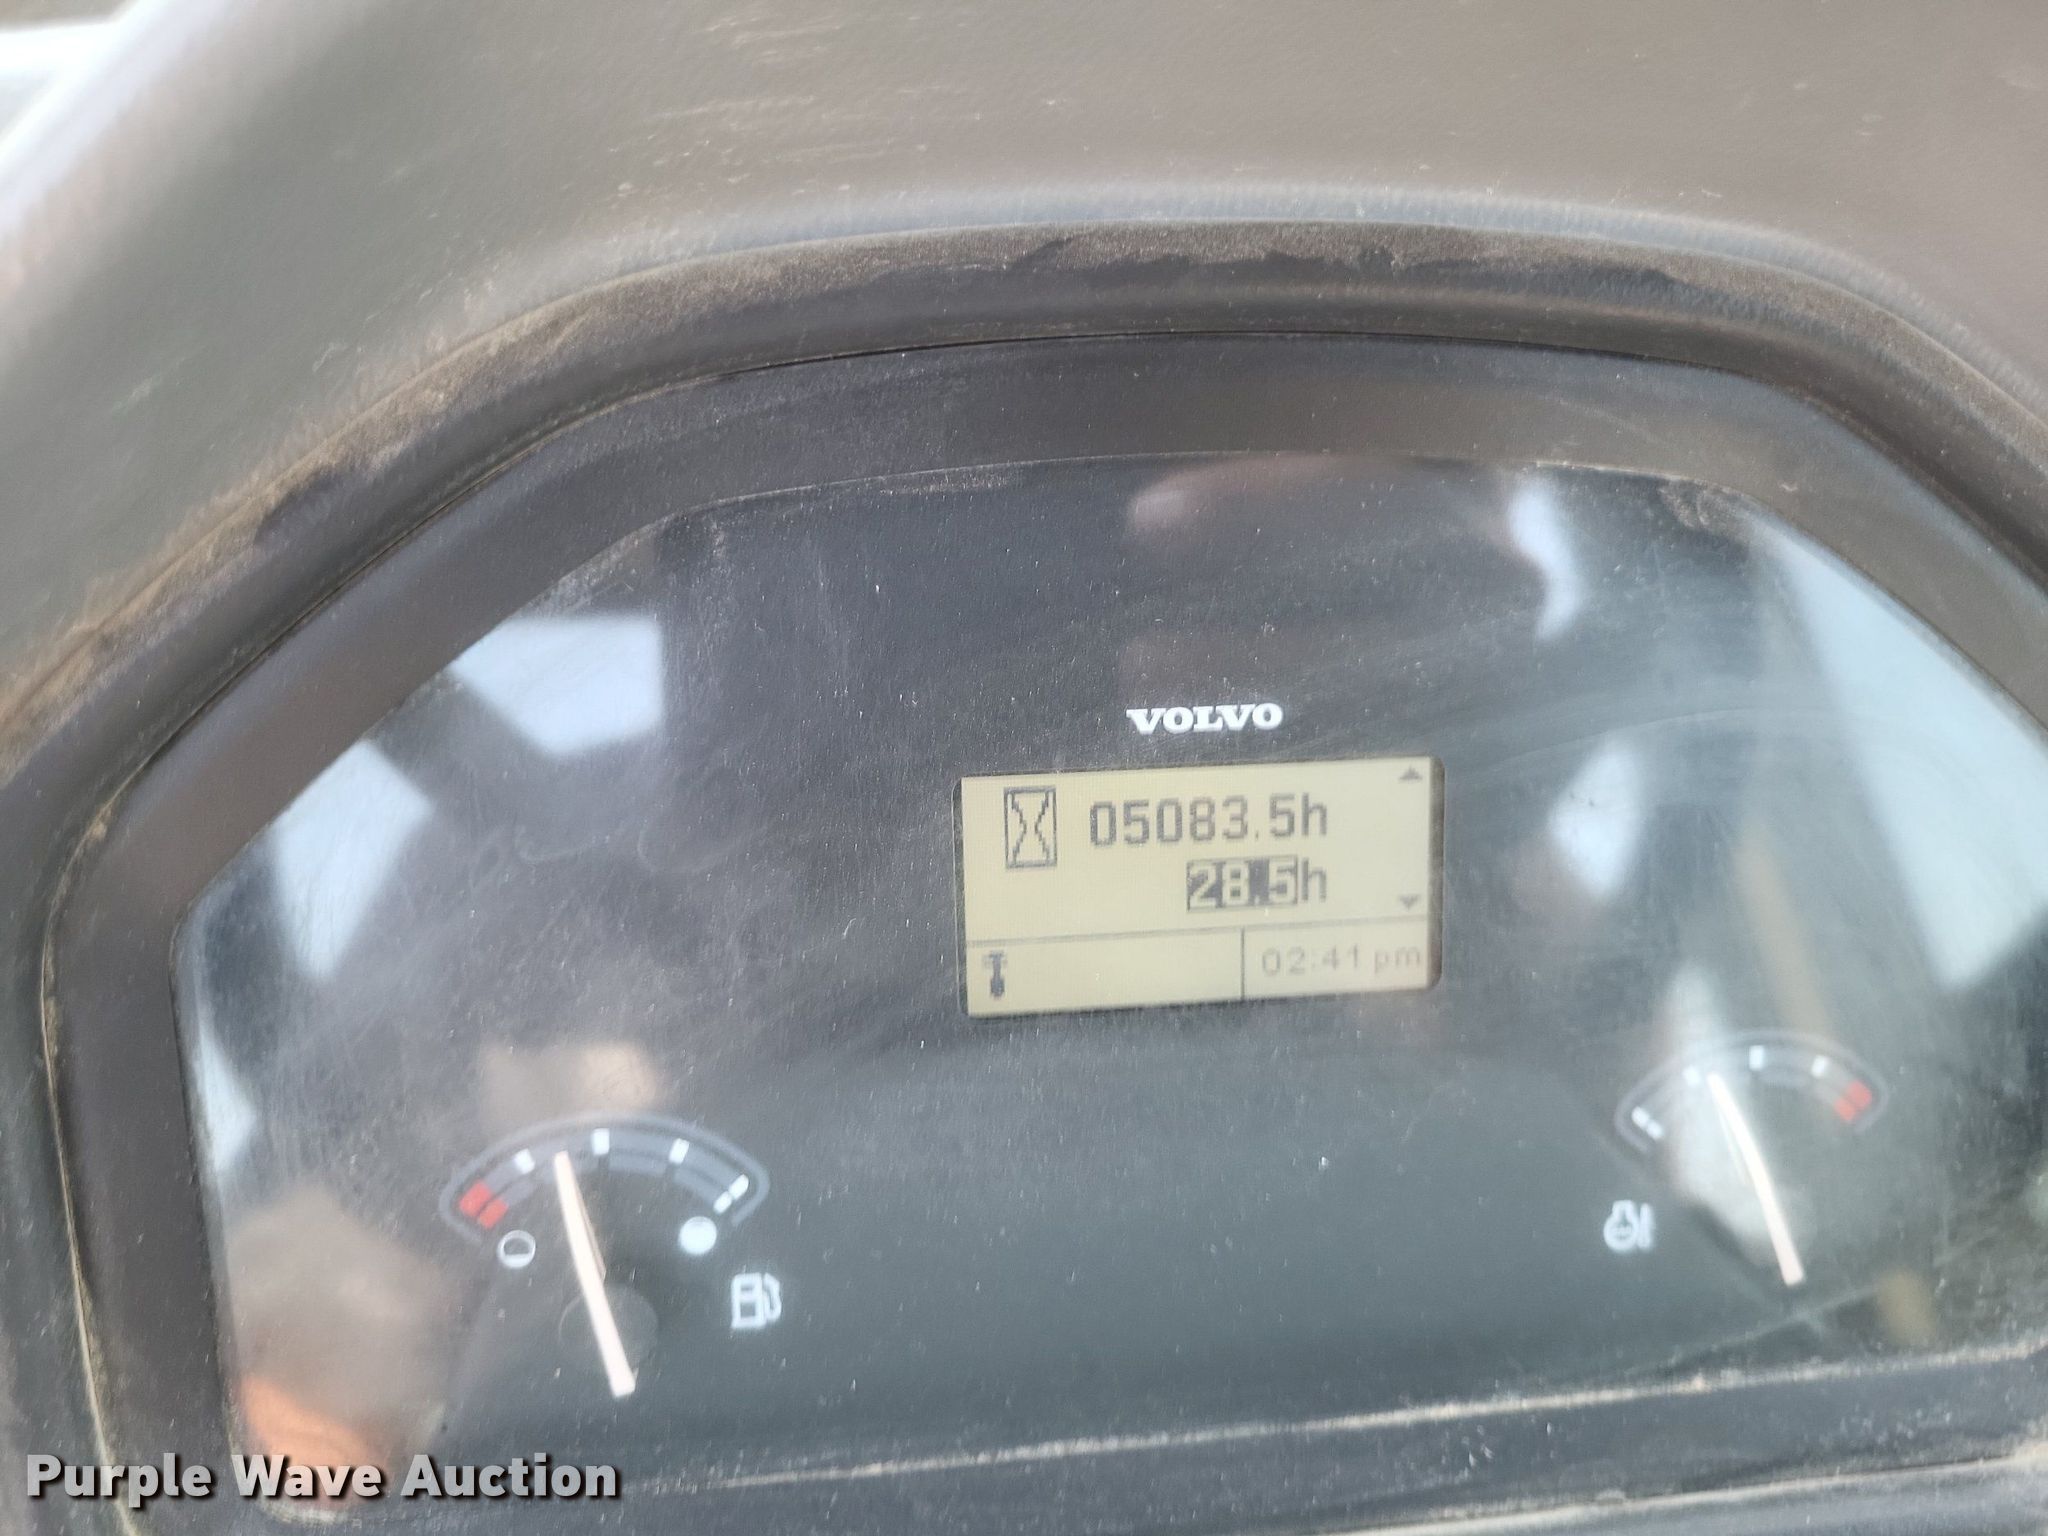 VOLVO
05083.5h
28.5h
02:41 pm
Purple Wave Auction